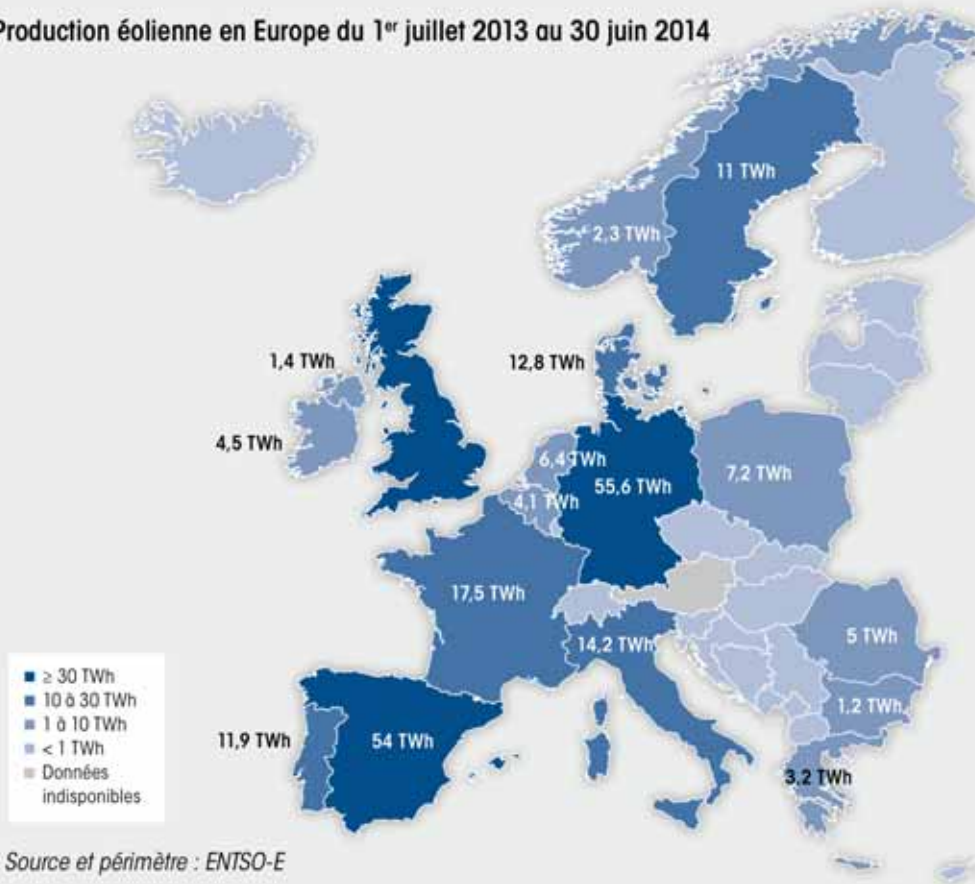 Production éolienne en Europe du 1er juillet 2013 au 30 juin 2014
11 TWh
2,3 TWh
1,4 TWh
12,8 TWh
4,5 TWh
6,4 TWh
55,6 TWh
7,2 TWh
4,1 TWh
17,5 TWh
14,2 TWh
5 TWh
1,2 TWh
11,9 TWh
54 TWh
3,2 TWh
≥ 30 TWh
10 à 30 TWh
1 à 10 TWh
< 1 TWh
Données
indisponibles
Source et périmètre : ENTSO-E